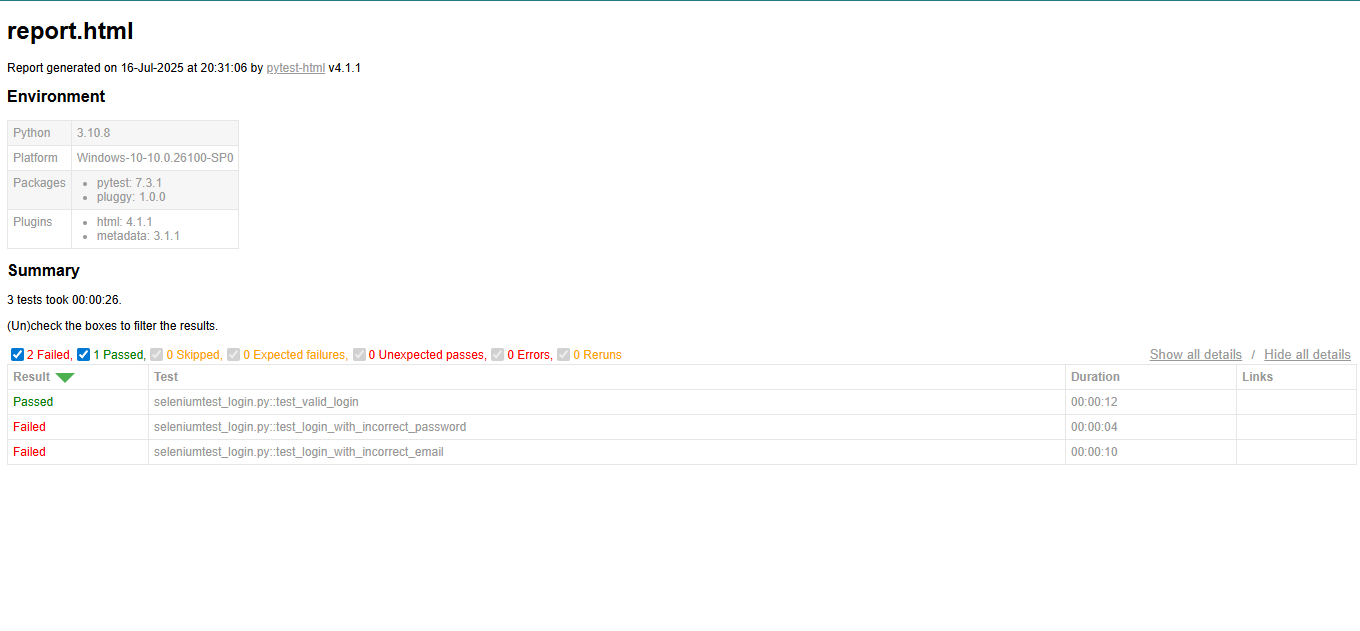 report.html
Report generated on 16-Jul-2025 at 20:31:06 by pytest-html v4.1.1
Environment
Python 3.10.8
Platform Windows-10-10.0.26100-SP0
Packages • pytest: 7.3.1
• pluggy: 1.0.0
Plugins • html: 4.1.1
• metadata: 3.1.1
Summary
3 tests took 00:00:26.
(Un)check the boxes to filter the results.
2 Failed, 1 Passed, 0 Skipped, 0 Expected failures, 0 Unexpected passes, 0 Errors, 0 Reruns Show all details / Hide all details
Result Test Duration Links
Passed seleniumtest_login.py::test_valid_login 00:00:12
Failed seleniumtest_login.py::test_login_with_incorrect_password 00:00:04
Failed seleniumtest_login.py::test_login_with_incorrect_email 00:00:10